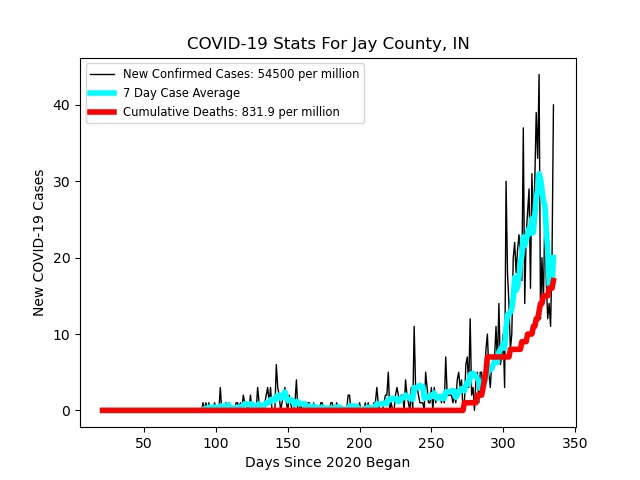 COVID-19 Stats For Jay County, IN
New Confirmed Cases: 54500 per million
7 Day Case Average
Cumulative Deaths: 831.9 per million
New COVID-19 Cases
40
30
20
10
0
50 100 150 200 250 300 350
Days Since 2020 Began